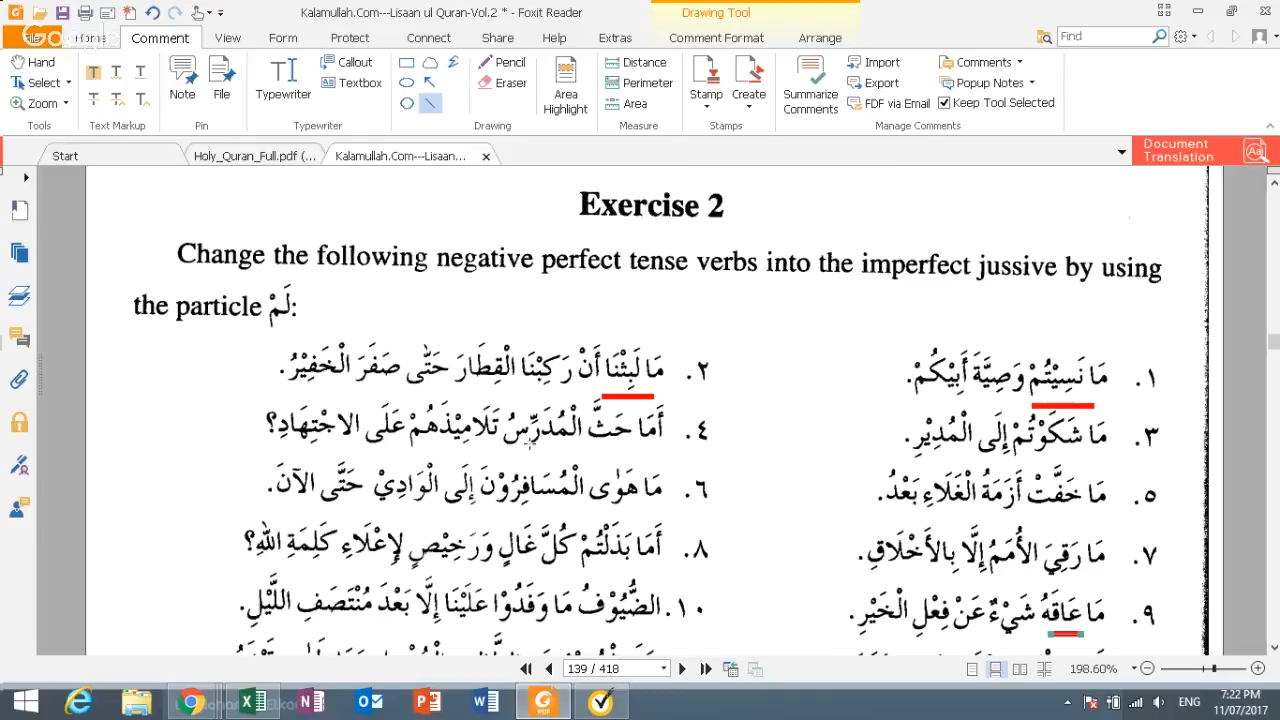 Kalamullah.Com---Lisaan ul Quran-Vol.2 * - Foxit Reader
Drawing Tool
Home Comment View Form Protect Connect Share Help Extras Comment Format Arrange Find
Hand
Select
Zoom
Tools
Text Markup
Note File
Pin
Typewriter
Callout
Textbox
Typewriter
Pencil
Eraser
Area Highlight
Drawing
Distance
Perimeter
Area
Measure
Stamp Create
Stamps
Summarize Comments
Import
Export
FDF via Email
Comments
Popup Notes
Keep Tool Selected
Manage Comments
Start Holy_Quran_Full.pdf (... Kalamullah.Com---Lisaan... Document Translation
Exercise 2
Change the following negative perfect tense verbs into the imperfect jussive by using
the particle لَمْ:
١. مَا نَسِيْتُمْ وَصِيَّةَ أَبِيْكُمْ.
٢. مَا لَبِثْنَا أَنْ رَكِبْنَا الْقِطَارَ حَتّٰى صَفَرَ الْخَفِيْرُ.
٣. مَا شَكَوْتُمْ إِلَى الْمُدِيْرِ.
٤. أَمَا حَثَّ الْمُدَرِّسُ تَلَامِيْذَهُمْ عَلَى الاجْتِهَادِ؟
٥. مَا خَفَّتْ أَزَمَةُ الْغَلَاءِ بَعْدُ.
٦. مَا هَوٰى الْمُسَافِرُوْنَ إِلَى الْوَادِيْ حَتَّى الآنَ.
٧. مَا رَقِيَ الأُمَمُ إِلَّا بِالأَخْلَاقِ.
٨. أَمَا بَذَلْتُمْ كُلَّ غَالٍ وَرَخِيْصٍ لِإِعْلَاءِ كَلِمَةِ اللهِ؟
٩. مَا عَاقَهُ شَيْءٌ عَنْ فِعْلِ الْخَيْرِ.
١٠. الضُّيُوْفُ مَا وَفَدُوْا عَلَيْنَا إِلَّا بَعْدَ مُنْتَصَفِ اللَّيْلِ.
139 / 418 198.60%
ENG 7:22 PM
11/07/2017